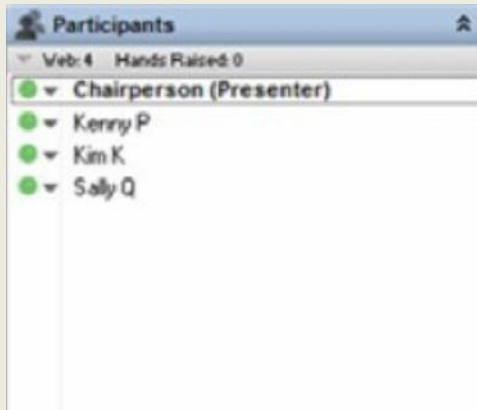 Participants
Web: 4 Hands Raised: 0
Chairperson (Presenter)
Kenny P
Kim K
Sally Q